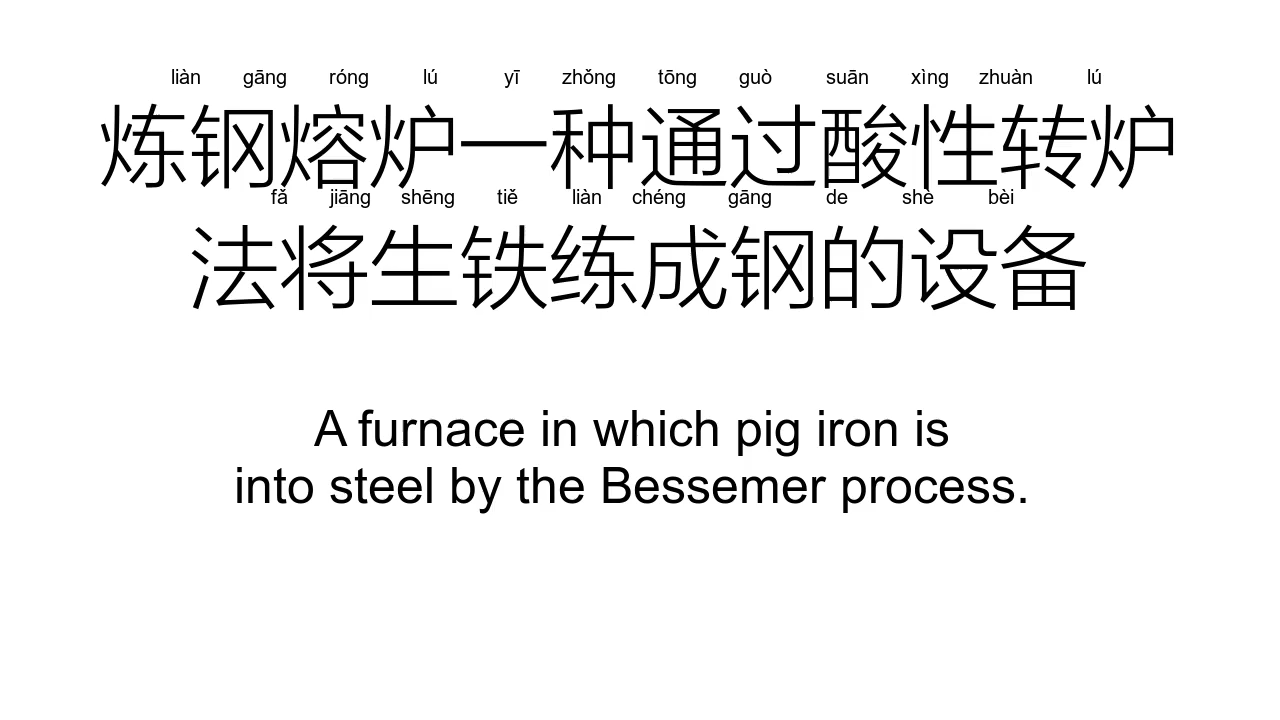 liàn gāng róng lú yī zhǒng tōng guò suān xìng zhuàn lú
炼钢熔炉一种通过酸性转炉
fǎ jiāng shēng tiě liàn chéng gāng de shè bèi
法将生铁练成钢的设备
A furnace in which pig iron is
into steel by the Bessemer process.